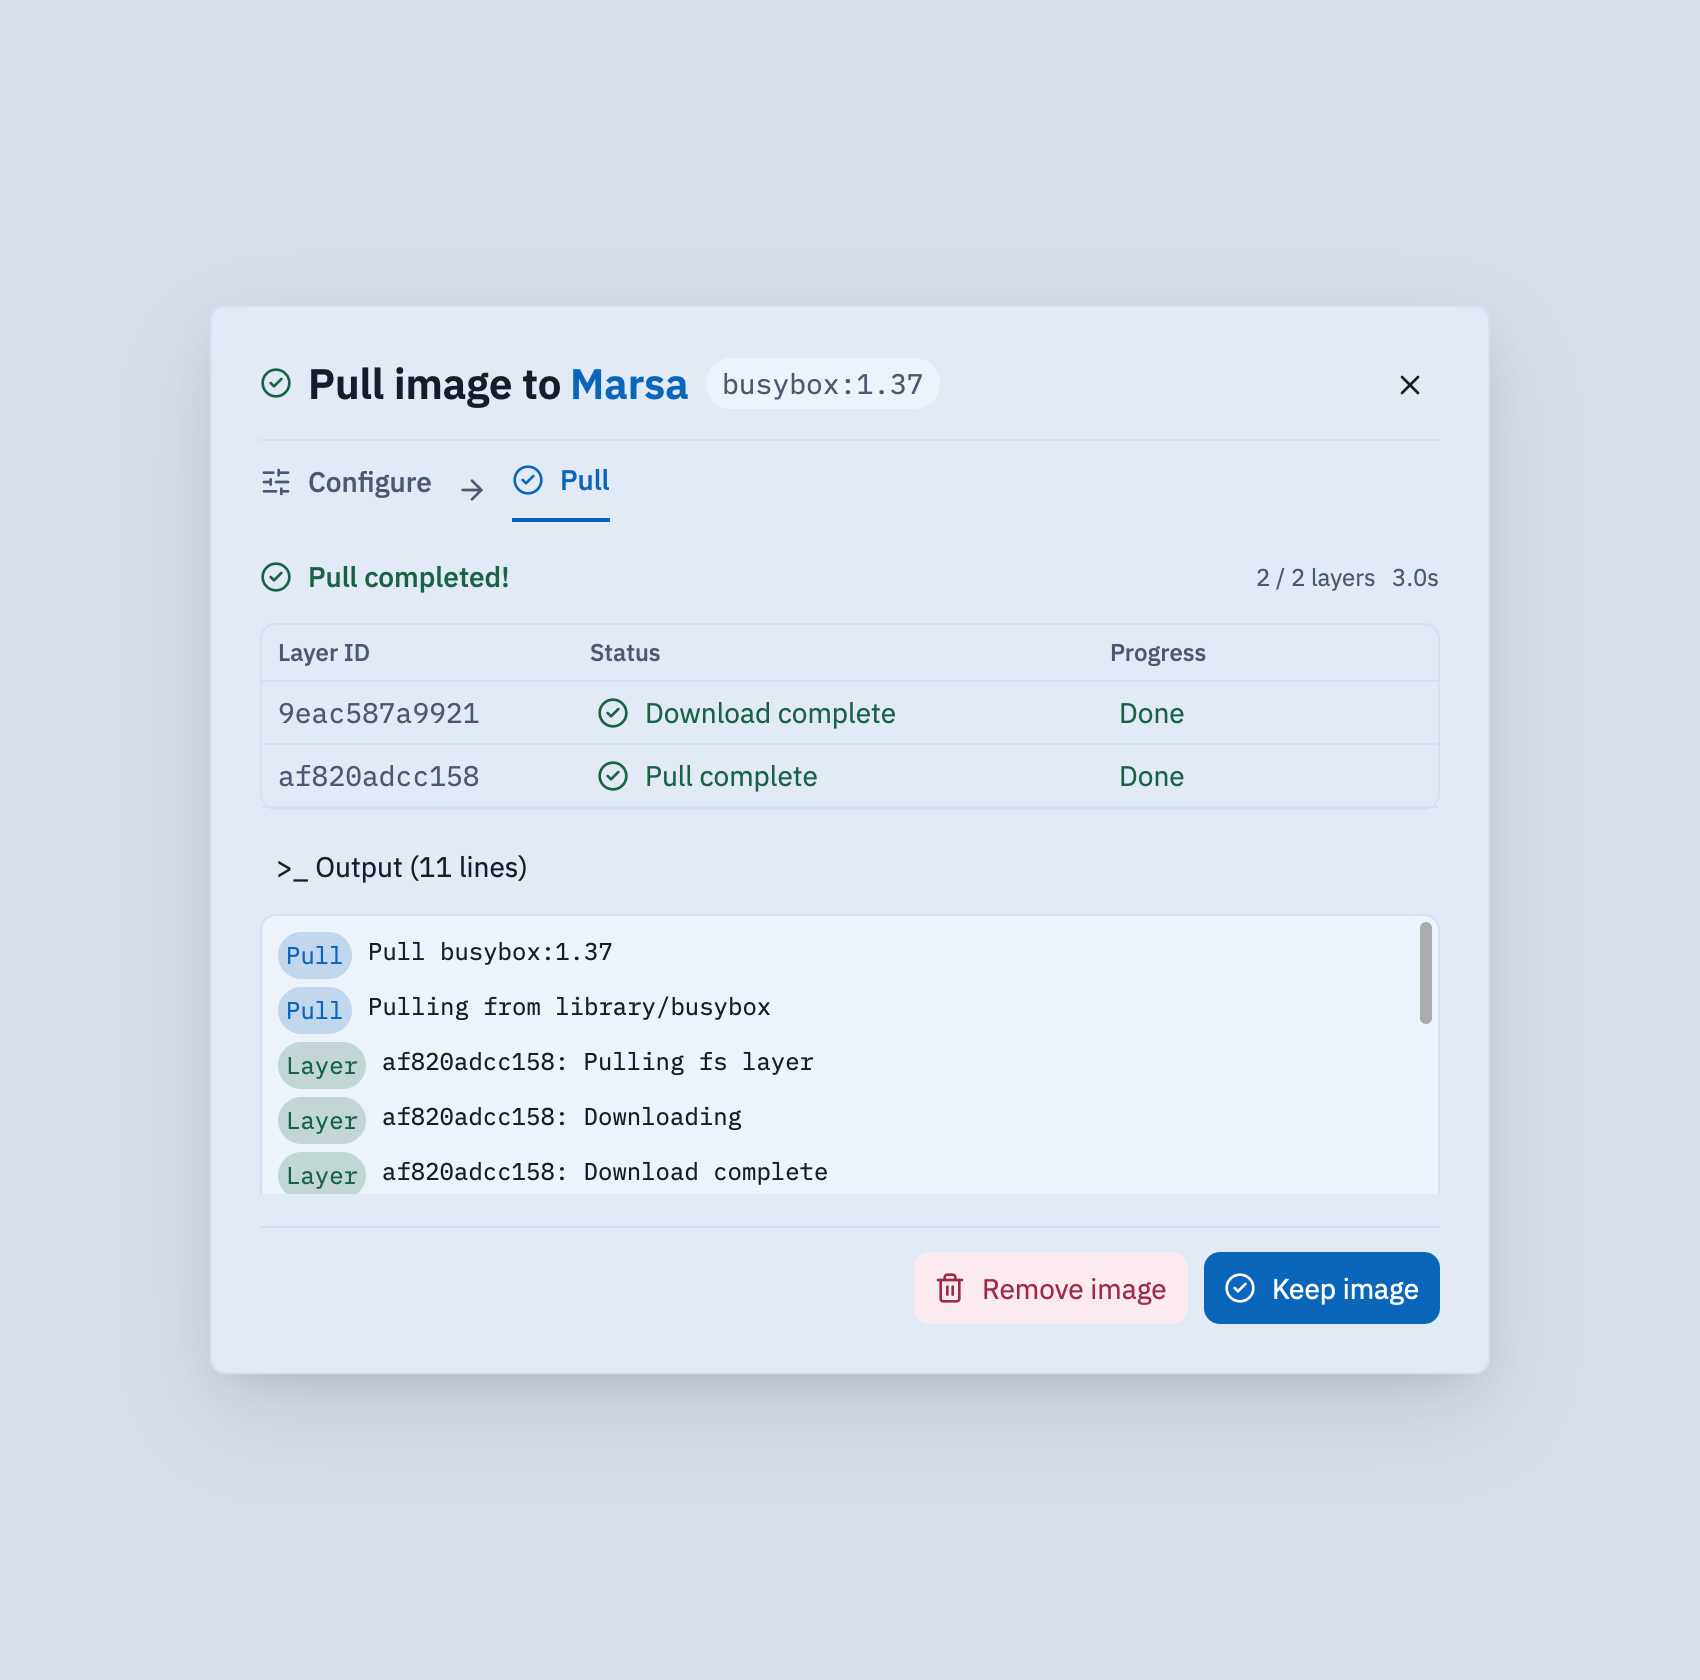 Pull image to Marsa busybox:1.37
Configure → Pull
Pull completed! 2 / 2 layers 3.0s
Layer ID Status Progress
9eac587a9921 Download complete Done
af820adcc158 Pull complete Done
>_ Output (11 lines)
Pull Pull busybox:1.37
Pull Pulling from library/busybox
Layer af820adcc158: Pulling fs layer
Layer af820adcc158: Downloading
Layer af820adcc158: Download complete
Remove image Keep image